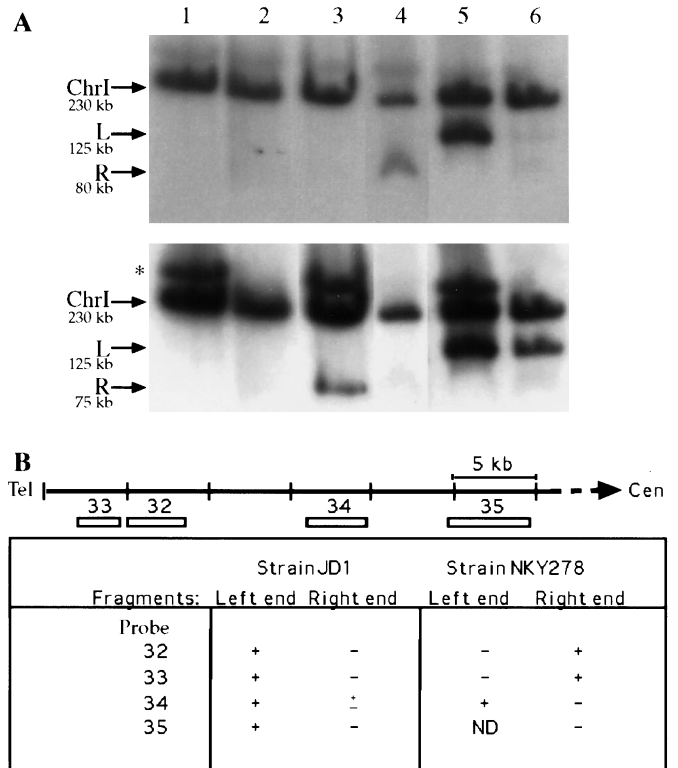 A
1 2 3 4 5 6
ChrI
230 kb
L
125 kb
R
80 kb
*
ChrI
230 kb
L
125 kb
R
75 kb
B
5 kb
Tel
Cen
33 32 34 35
Strain JD1 Strain NKY278
Fragments: Left end Right end Left end Right end
Probe
32 + - - +
33 + - - +
34 + ± + -
35 + - ND -